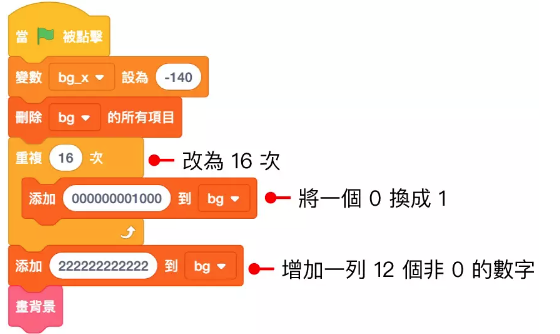 當 被點擊
變數 bg_x 設為 -140
刪除 bg 的所有項目
重複 16 次 改為 16 次
添加 000000001000 到 bg 將一個 0 換成 1
添加 222222222222 到 bg 增加一列 12 個非 0 的數字
畫背景